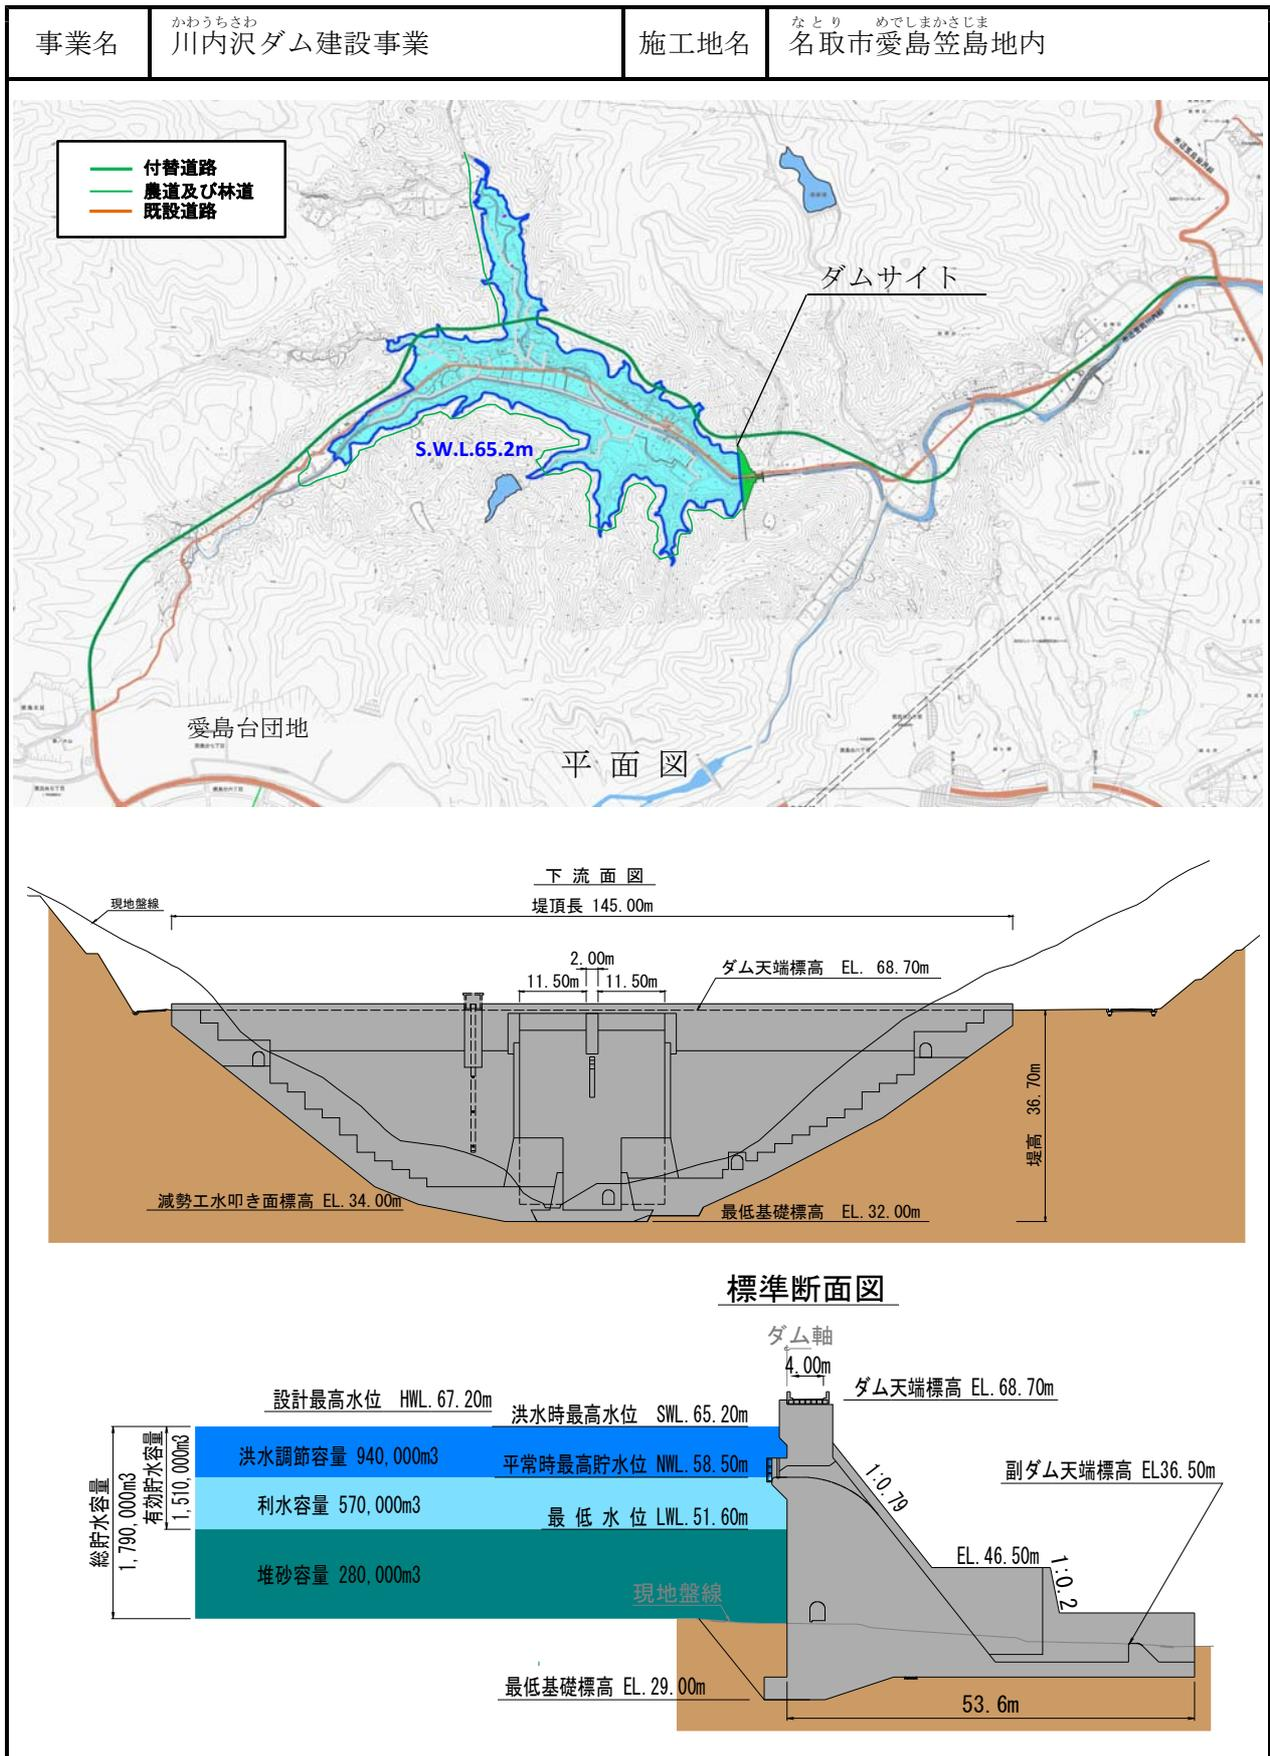 事業名
かわうちさわ
川内沢ダム建設事業
施工地名
なとり めでしまかさじま
名取市愛島笠島地内
付替道路
農道及び林道
既設道路
ダムサイト
S.W.L.65.2m
愛島台団地
平面図
下流面図
現地盤線
堤頂長 145.00m
2.00m
11.50m 11.50m
ダム天端標高 EL. 68.70m
堤高 36.70m
減勢工水叩き面標高 EL.34.00m
最低基礎標高 EL.32.00m
標準断面図
ダム軸
4.00m
設計最高水位 HWL.67.20m
ダム天端標高 EL.68.70m
洪水時最高水位 SWL.65.20m
洪水調節容量 940,000m3
平常時最高貯水位 NWL.58.50m
利水容量 570,000m3
最低水位 LWL.51.60m
堆砂容量 280,000m3
総貯水容量
1,790,000m3
有効貯水容量
1,510,000m3
1:0.79
副ダム天端標高 EL36.50m
EL.46.50m
1:0.2
現地盤線
最低基礎標高 EL.29.00m
53.6m